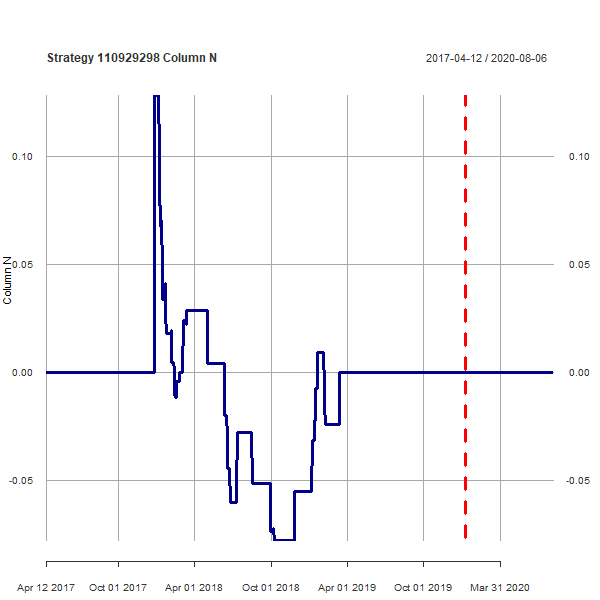 Strategy 110929298 Column N
2017-04-12 / 2020-08-06
0.10
0.10
0.05
0.05
Column N
0.00
0.00
-0.05
-0.05
Apr 12 2017
Oct 01 2017
Apr 01 2018
Oct 01 2018
Apr 01 2019
Oct 01 2019
Mar 31 2020